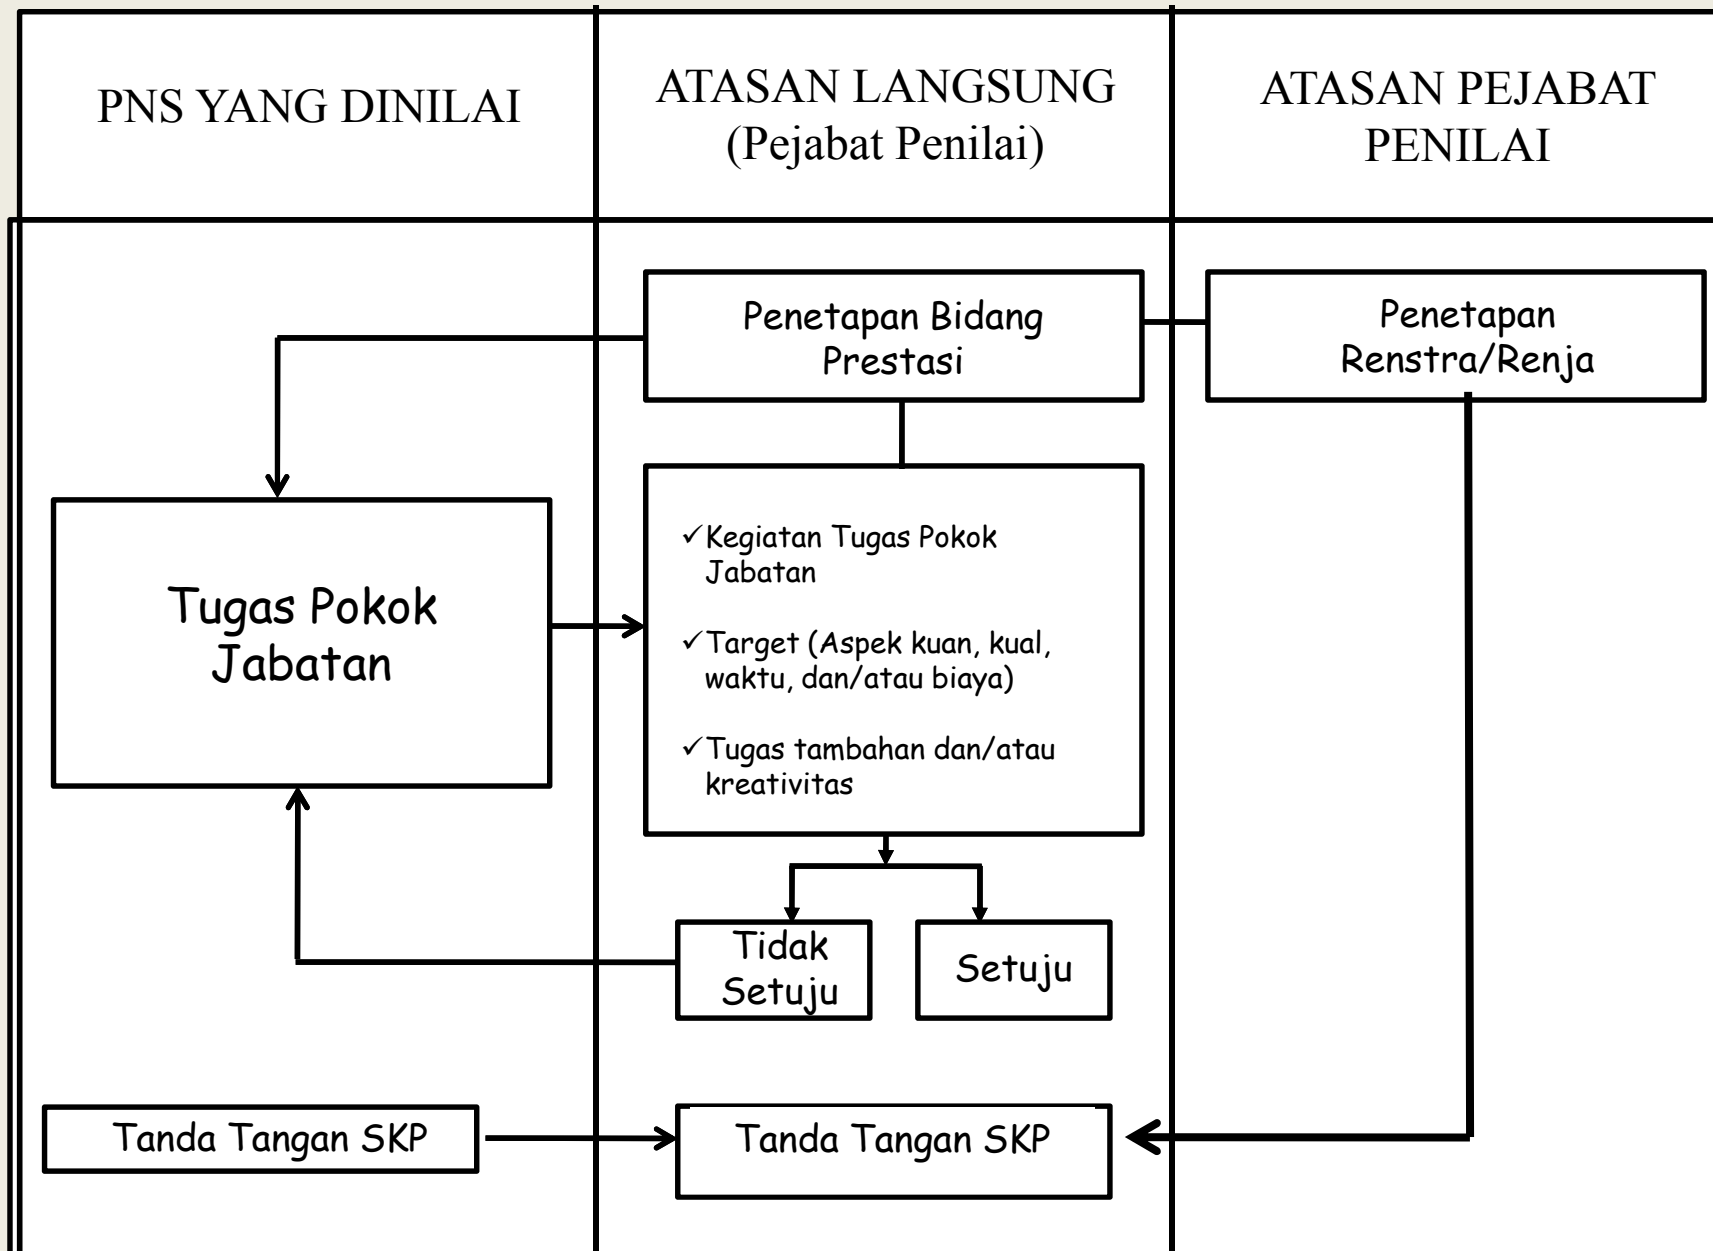 PNS YANG DINILAI
ATASAN LANGSUNG
(Pejabat Penilai)
ATASAN PEJABAT
PENILAI
Penetapan Bidang
Prestasi
Penetapan
Renstra/Renja
Tugas Pokok
Jabatan
✓Kegiatan Tugas Pokok
Jabatan
✓Target (Aspek kuan, kual,
waktu, dan/atau biaya)
✓Tugas tambahan dan/atau
kreativitas
Tidak
Setuju
Setuju
Tanda Tangan SKP
Tanda Tangan SKP